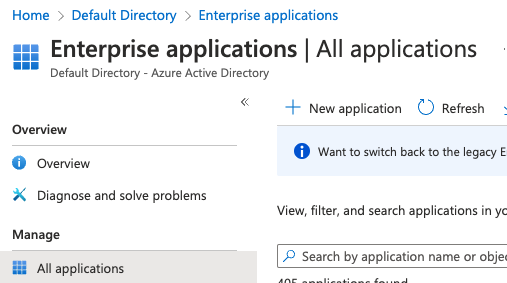 Home > Default Directory > Enterprise applications
Enterprise applications | All applications
Default Directory - Azure Active Directory
«
Overview
Overview
Diagnose and solve problems
Manage
All applications
+ New application Refresh
Want to switch back to the legacy
View, filter, and search applications in
Search by application name or
applications found